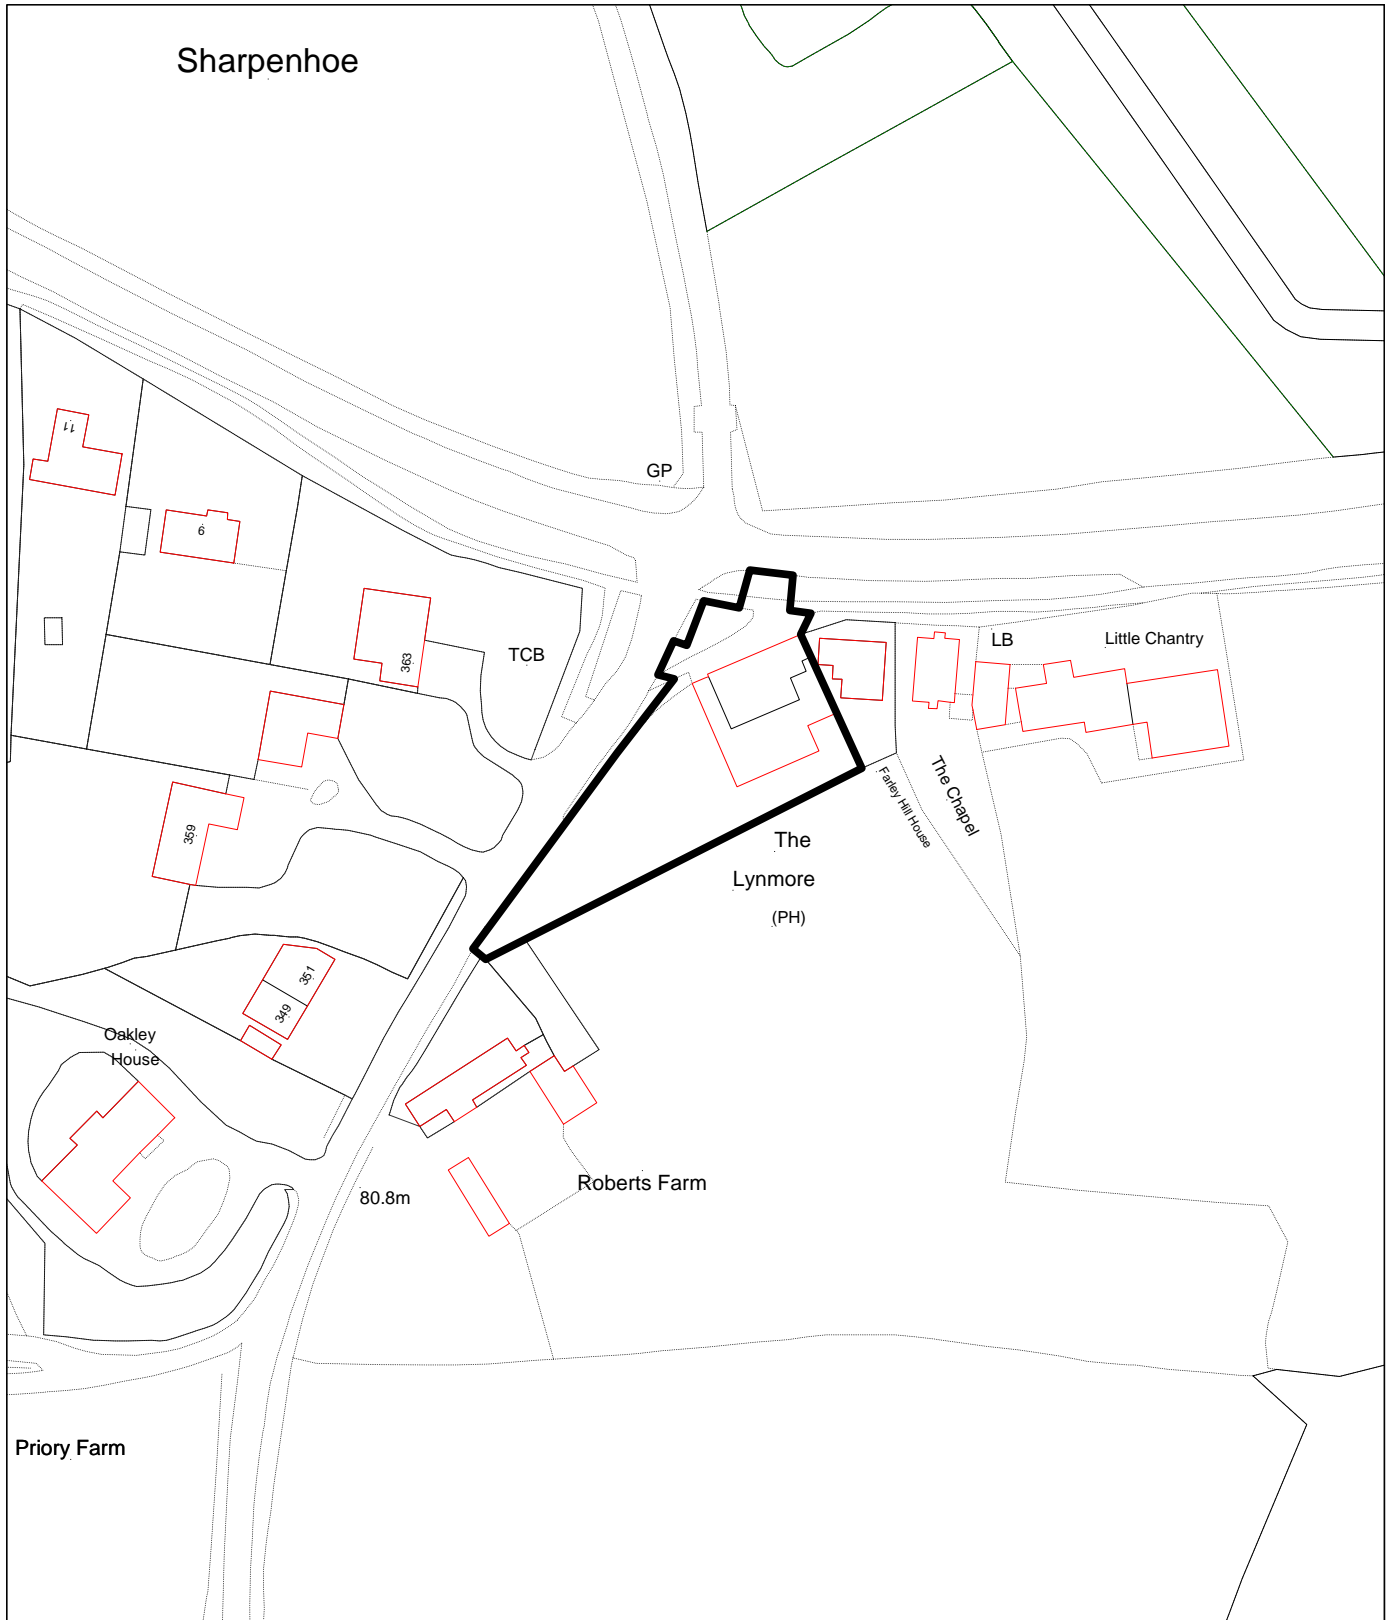 Sharpenhoe
GP
11
9
363
TCB
LB
Little Chantry
359
The Chapel
Farley Hill House
The
Lynmore
(PH)
351
349
Oakley
House
80.8m
Roberts Farm
Priory Farm